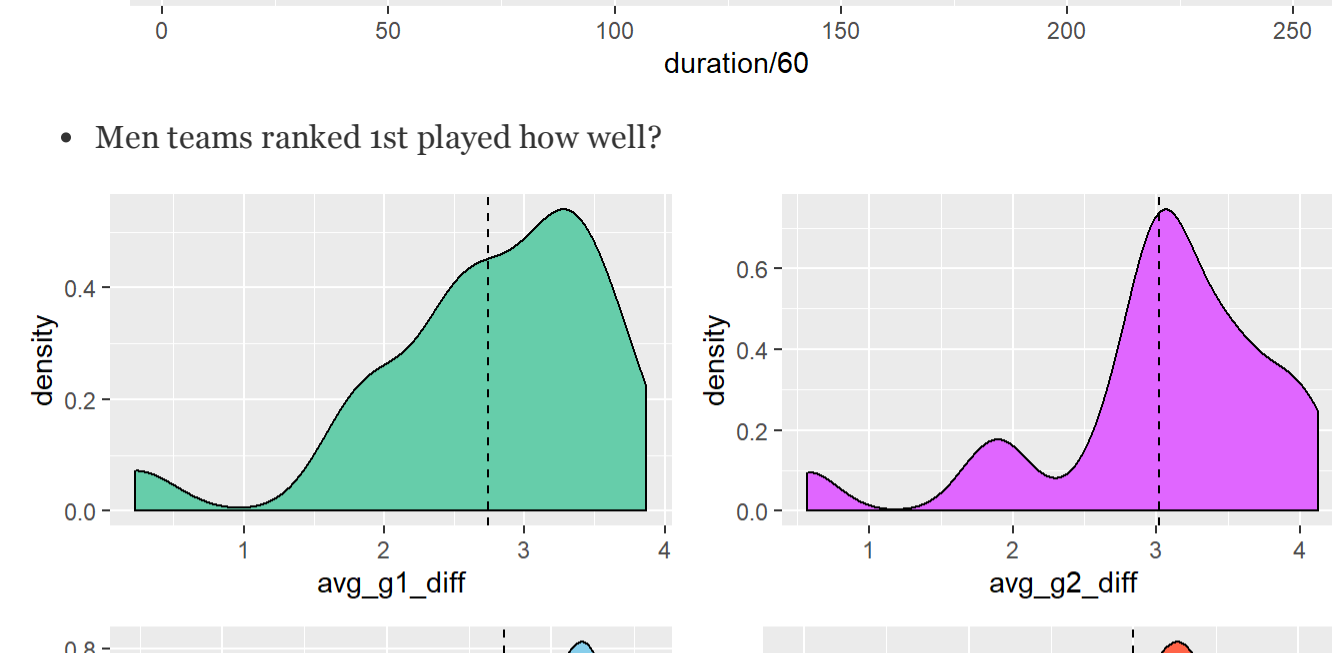 0 50 100 150 200 250
duration/60
• Men teams ranked 1st played how well?
density
0.4
0.2
0.0
1 2 3 4
avg_g1_diff
density
0.6
0.4
0.2
0.0
1 2 3 4
avg_g2_diff
0.8